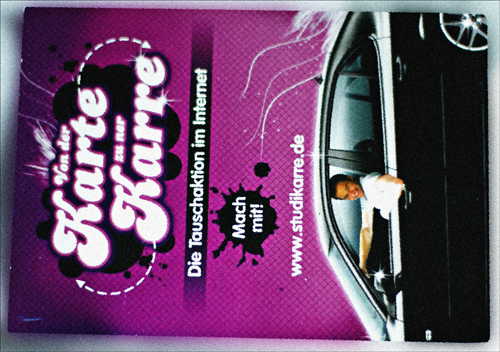 Von der
Karte
zu ner
Karre
Die Tauschaktion im Internet
Mach
mit!
www.studikarre.de